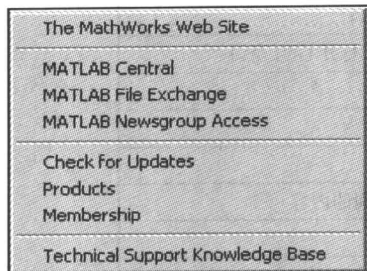 The MathWorks Web Site
MATLAB Central
MATLAB File Exchange
MATLAB Newsgroup Access
Check for Updates
Products
Membership
Technical Support Knowledge Base